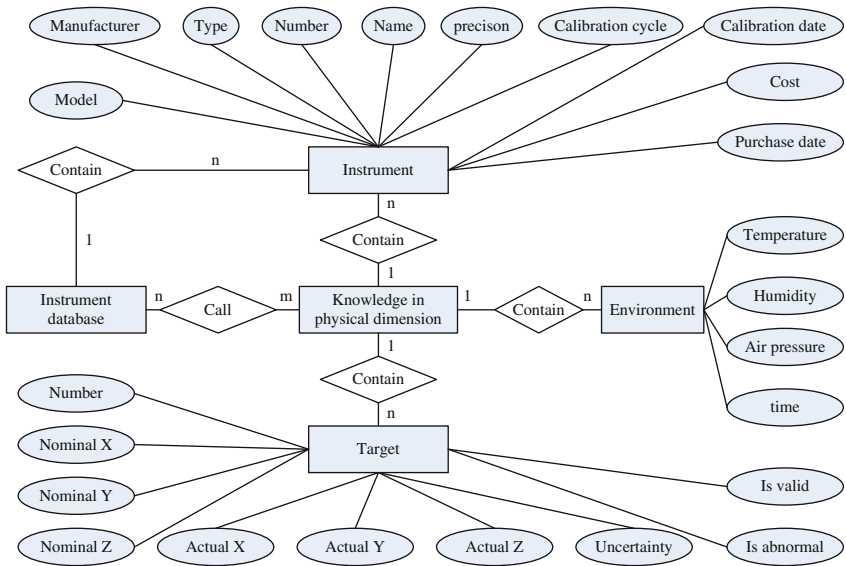 Manufacturer
Type
Number
Name
precison
Calibration cycle
Calibration date
Model
Cost
Purchase date
Contain
n
Instrument
n
Contain
1
1
Temperature
Instrument
database
n
Call
m
Knowledge in
physical dimension
1
Contain
n
Environment
Humidity
Air pressure
time
1
Contain
n
Number
Nominal X
Nominal Y
Nominal Z
Target
Actual X
Actual Y
Actual Z
Uncertainty
Is valid
Is abnormal